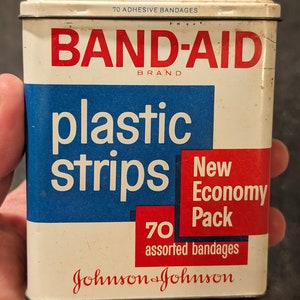 70 ADHESIVE BANDAGES
BAND-AID
BRAND
plastic
strips
New
Economy
Pack
70
assorted bandages
Johnson & Johnson